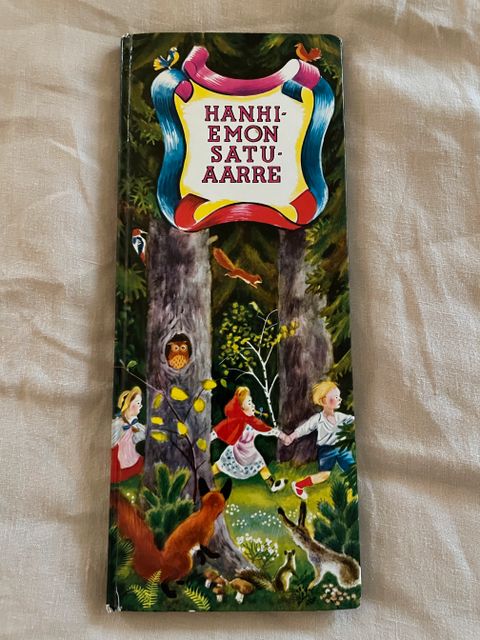 HANHI-
EMON
SATU-
AARRE